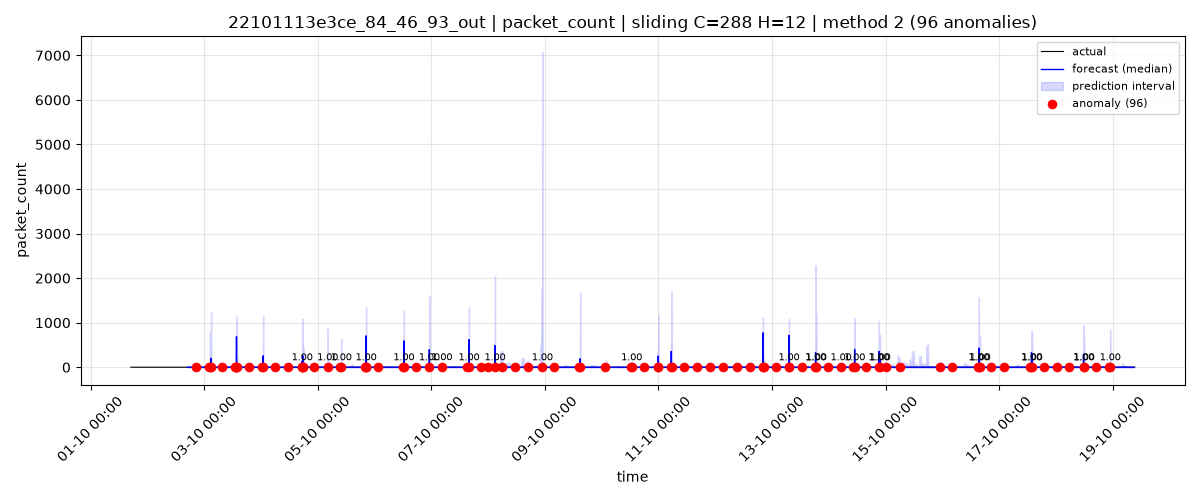 22101113e3ce_84_46_93_out | packet_count | sliding C=288 H=12 | method 2 (96 anomalies)
actual
forecast (median)
prediction interval
anomaly (96)
packet_count
7000
6000
5000
4000
3000
2000
1000
0
1.00 1.00 1.00 1.00 1.00 1.00 1.00 1.00 1.00 1.00 1.00 1.00 1.00 1.00 1.00 1.00 1.00 1.00 1.00 1.00
01-10 00:00
03-10 00:00
05-10 00:00
07-10 00:00
09-10 00:00
11-10 00:00
13-10 00:00
15-10 00:00
17-10 00:00
19-10 00:00
time